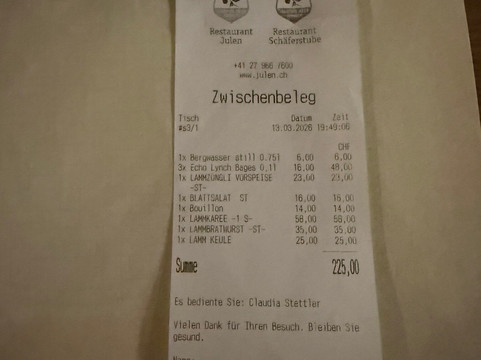 Restaurant Julen
Restaurant Schäferstube
+41 27 966 7600
www.julen.ch
Zwischenbeleg
Tisch Datum Zeit
#s3/1 13.03.2026 19:49:06
CHF
1x Bergwasser still 0.75l 6,00 6,00
3x Echo Lynch Bages 0.1l 16,00 48,00
1x LAMMZÜNGLI VORSPEISE 23,00 23,00
-ST-
1x BLATTSALAT ST 16,00 16,00
1x Bouillon 14,00 14,00
1x LAMMKAREE -1 S- 58,00 58,00
1x LAMMBRATWURST -ST- 35,00 35,00
1x LAMM KEULE 25,00 25,00
Summe 225,00
Es bediente Sie: Claudia Stettler
Vielen Dank für Ihren Besuch. Bleiben Sie
gesund.